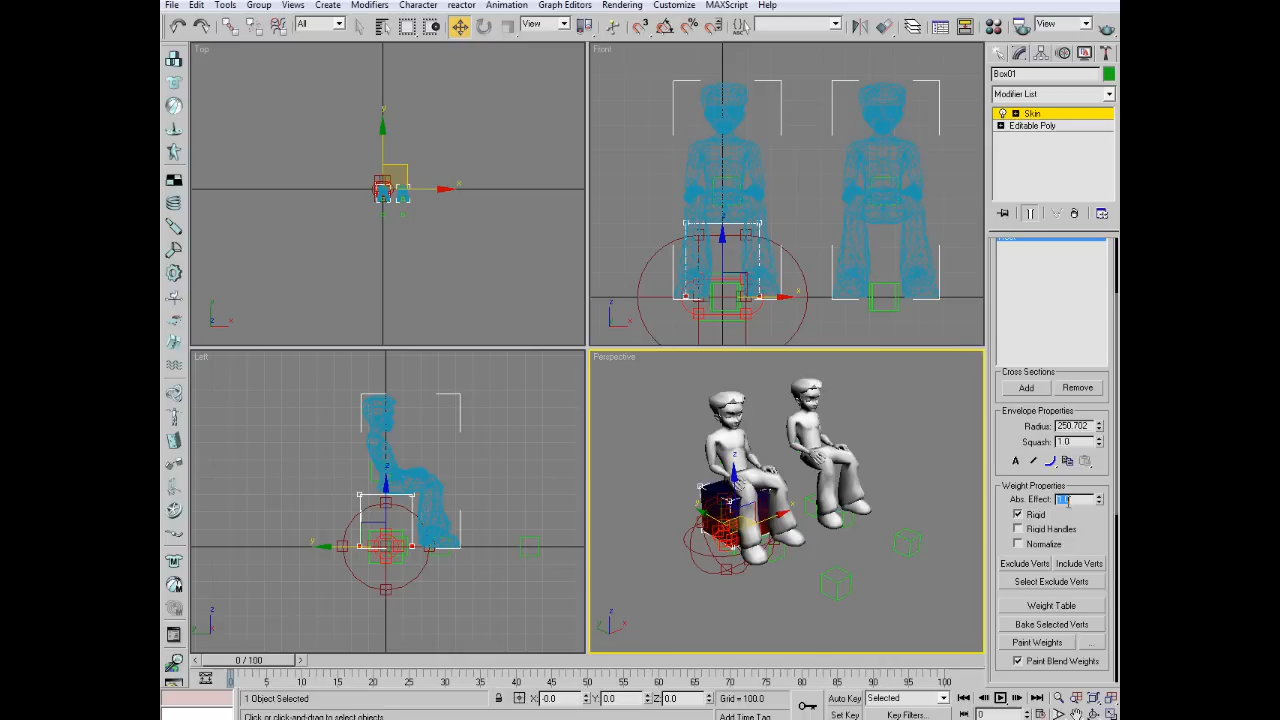 File Edit Tools Group Views Create Modifiers Character reactor Animation Graph Editors Rendering Customize MAXScript Help
All View View
Top
Front
Left
Perspective
Box01
Modifier List
Skin
Editable Poly
Cross Sections
Add Remove
Envelope Properties
Radius: 250.702
Squash: 1.0
Weight Properties
Abs. Effect:
Rigid
Rigid Handles
Normalize
Exclude Verts Include Verts
Select Exclude Verts
Weight Table
Bake Selected Verts
Paint Weights ...
Paint Blend Weights
0 / 100
10 20 25 30 35 40 45 50 55 60 65 70 75 80 85 90 95 100
1 Object Selected X: -0.0 Y: 0.0 Z: 0.0 Grid = 100.0 Auto Key Selected
Click or click-and-drag to select objects Add Time Tag Set Key Key Filters... 0